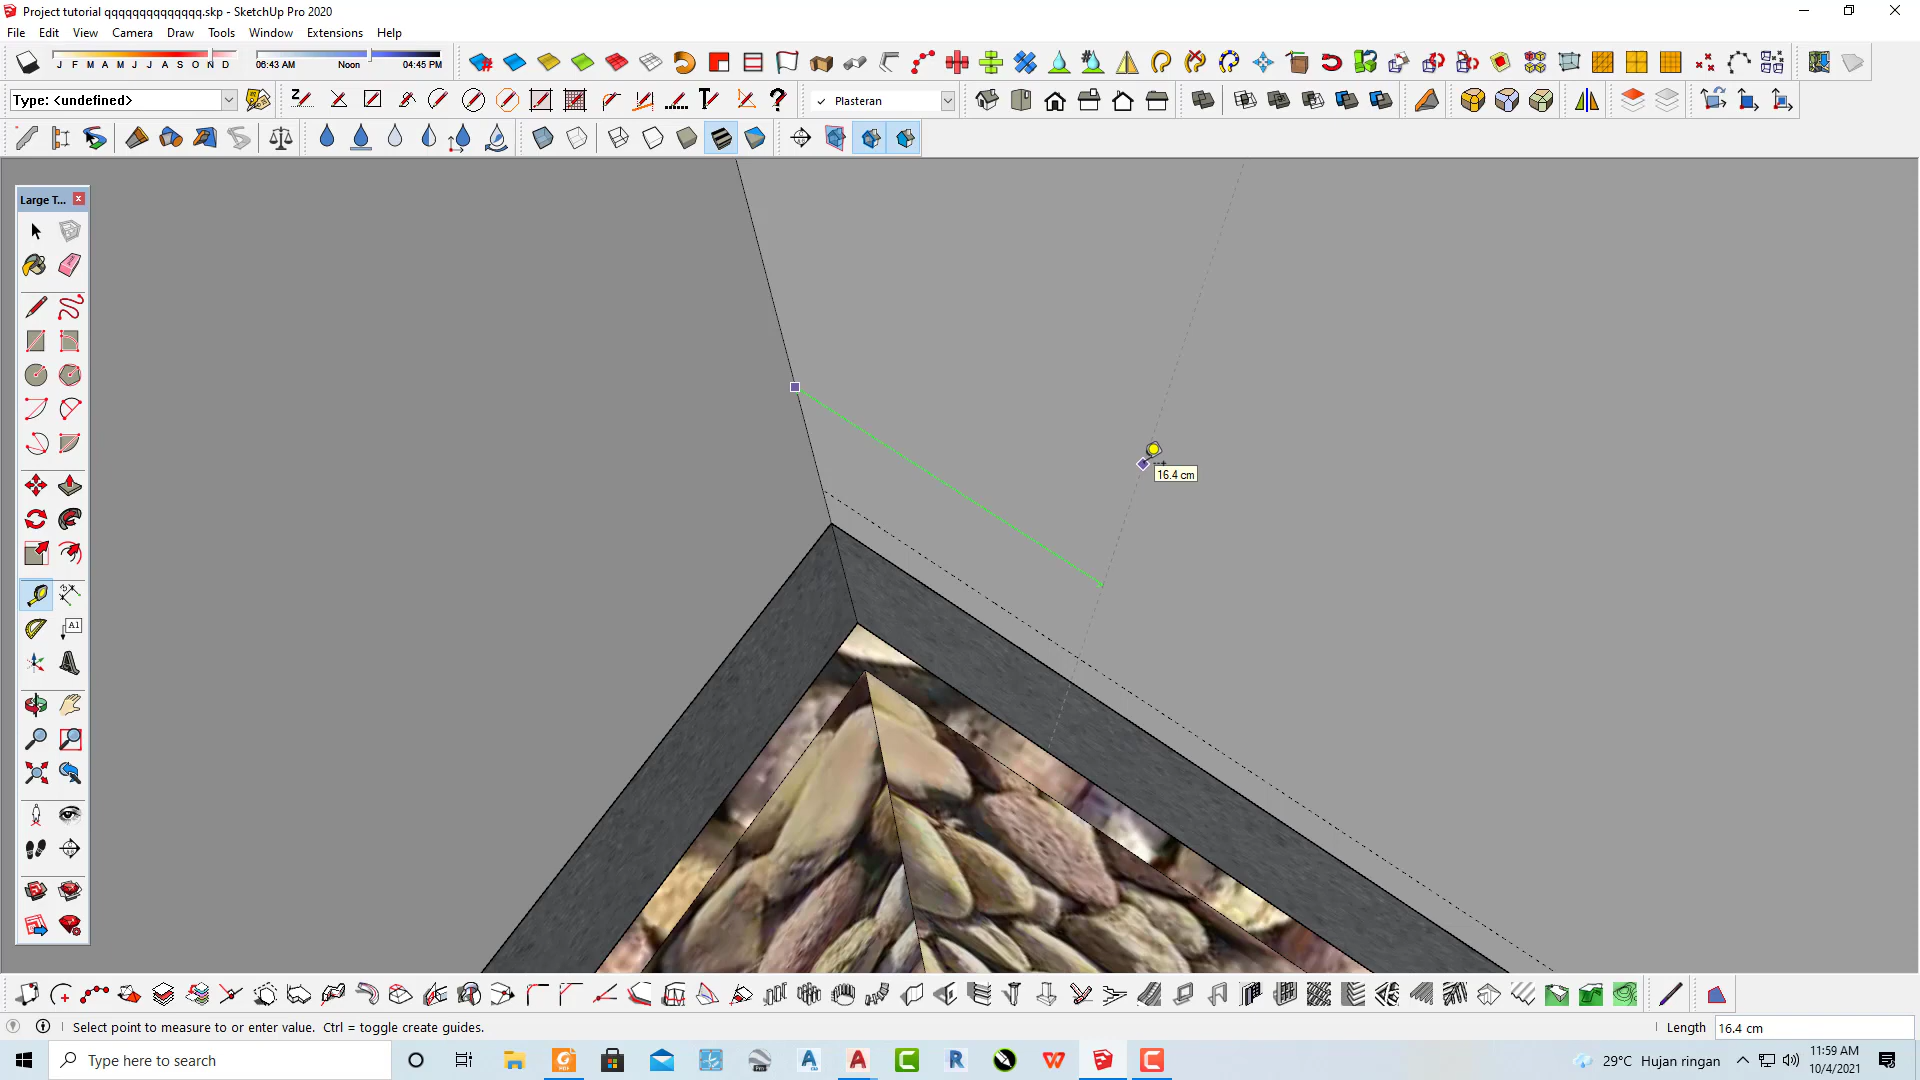 Project tutorial qqqqqqqqqqqqqq.skp - SketchUp Pro 2020
File Edit View Camera Draw Tools Window Extensions Help
J F M A M J J A S O N D
06:43 AM Noon 04:45 PM
Type: <undefined>
✓ Plasteran
Large T...
A1
16.4 cm
Select point to measure to or enter value. Ctrl = toggle create guides.
Length 16.4 cm
Type here to search
29°C Hujan ringan
11:59 AM
10/4/2021